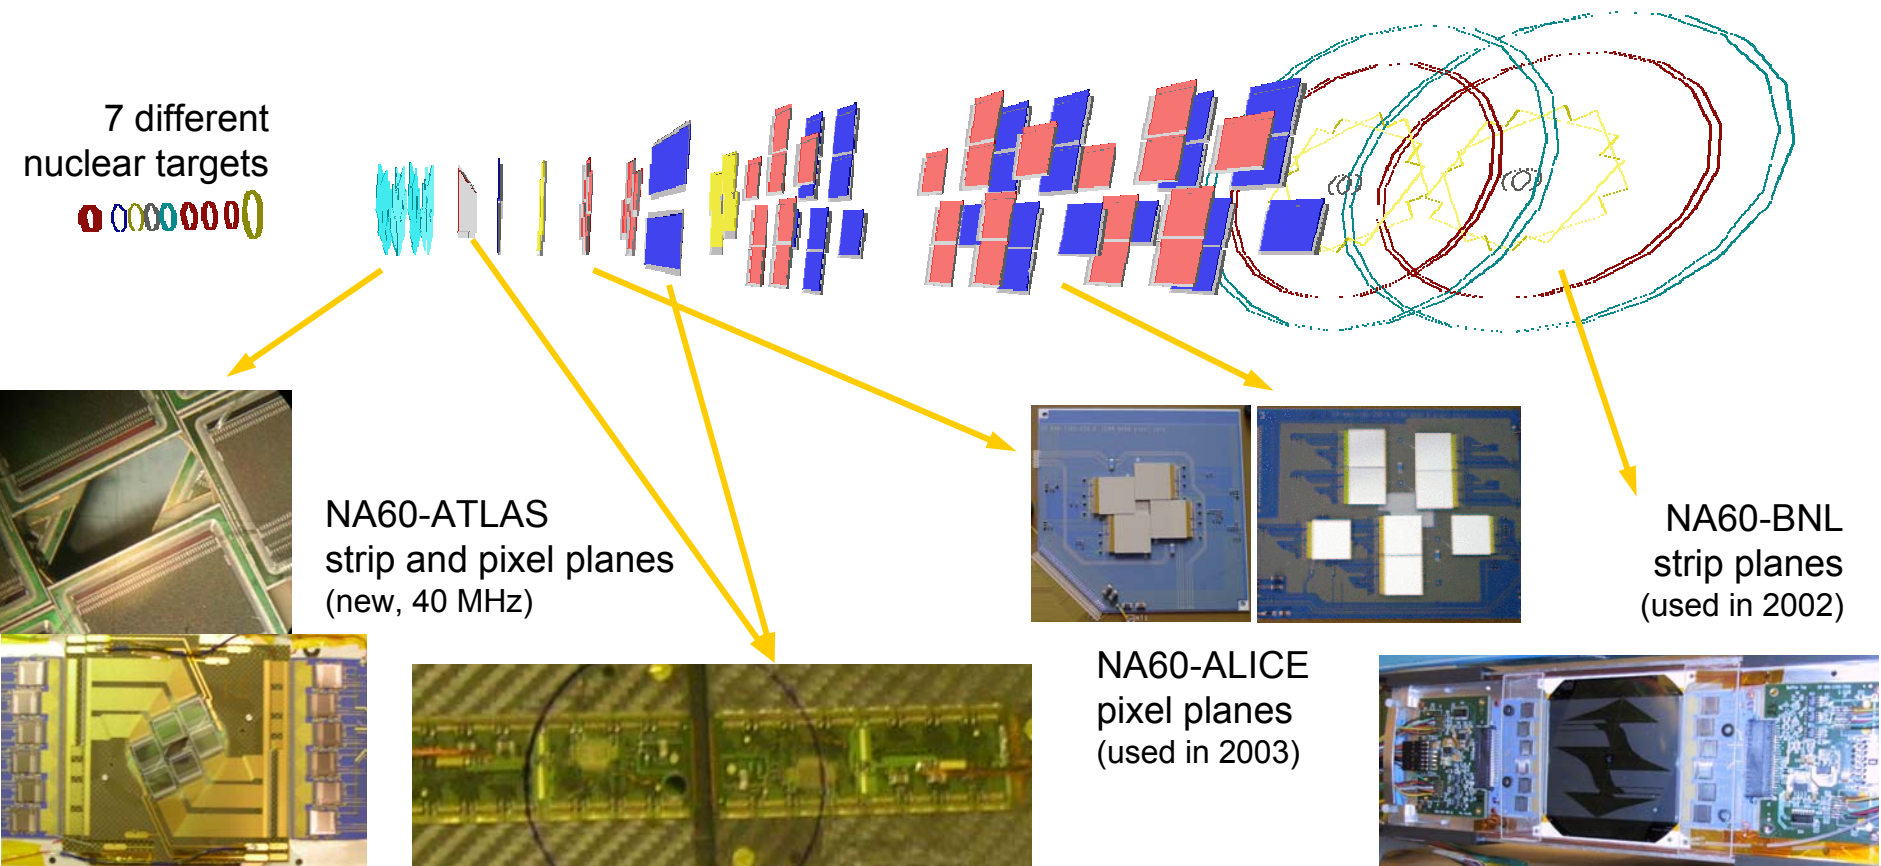 7 different
nuclear targets
NA60-ATLAS
strip and pixel planes
(new, 40 MHz)
NA60-ALICE
pixel planes
(used in 2003)
NA60-BNL
strip planes
(used in 2002)